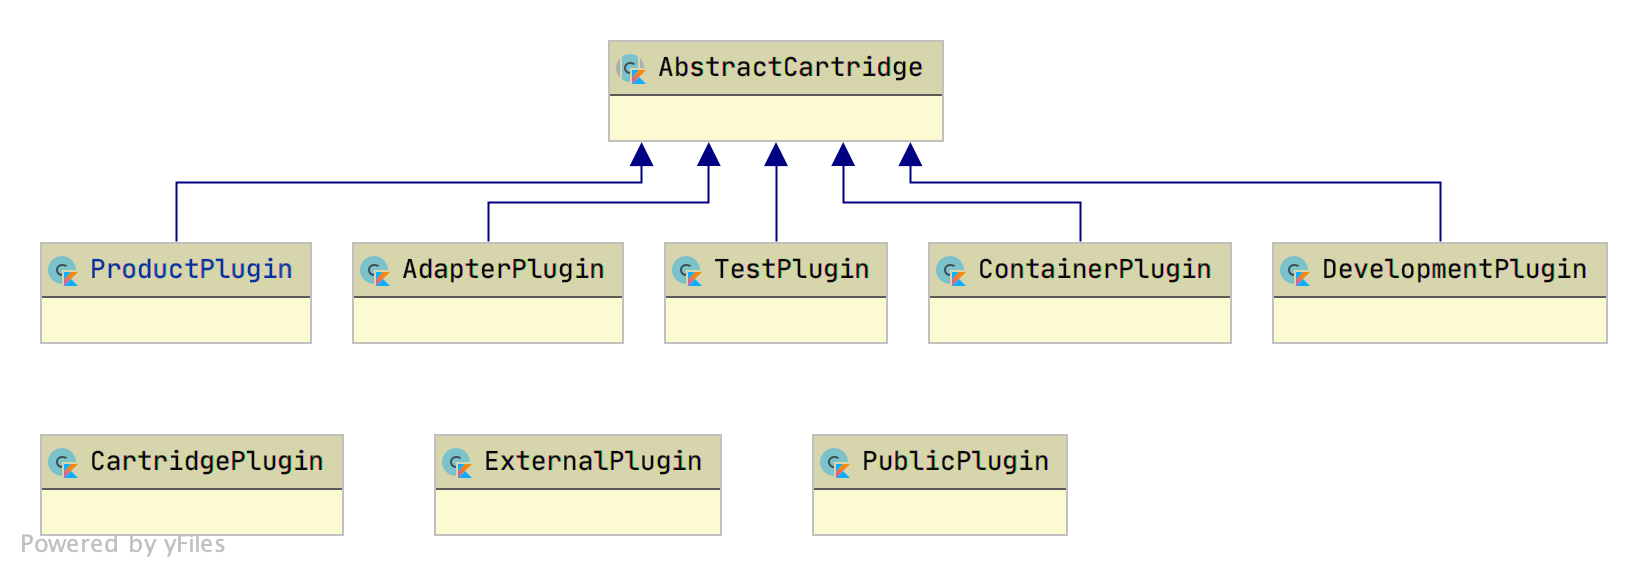 AbstractCartridge
ProductPlugin
AdapterPlugin
TestPlugin
ContainerPlugin
DevelopmentPlugin
CartridgePlugin
ExternalPlugin
PublicPlugin
Powered by yFiles